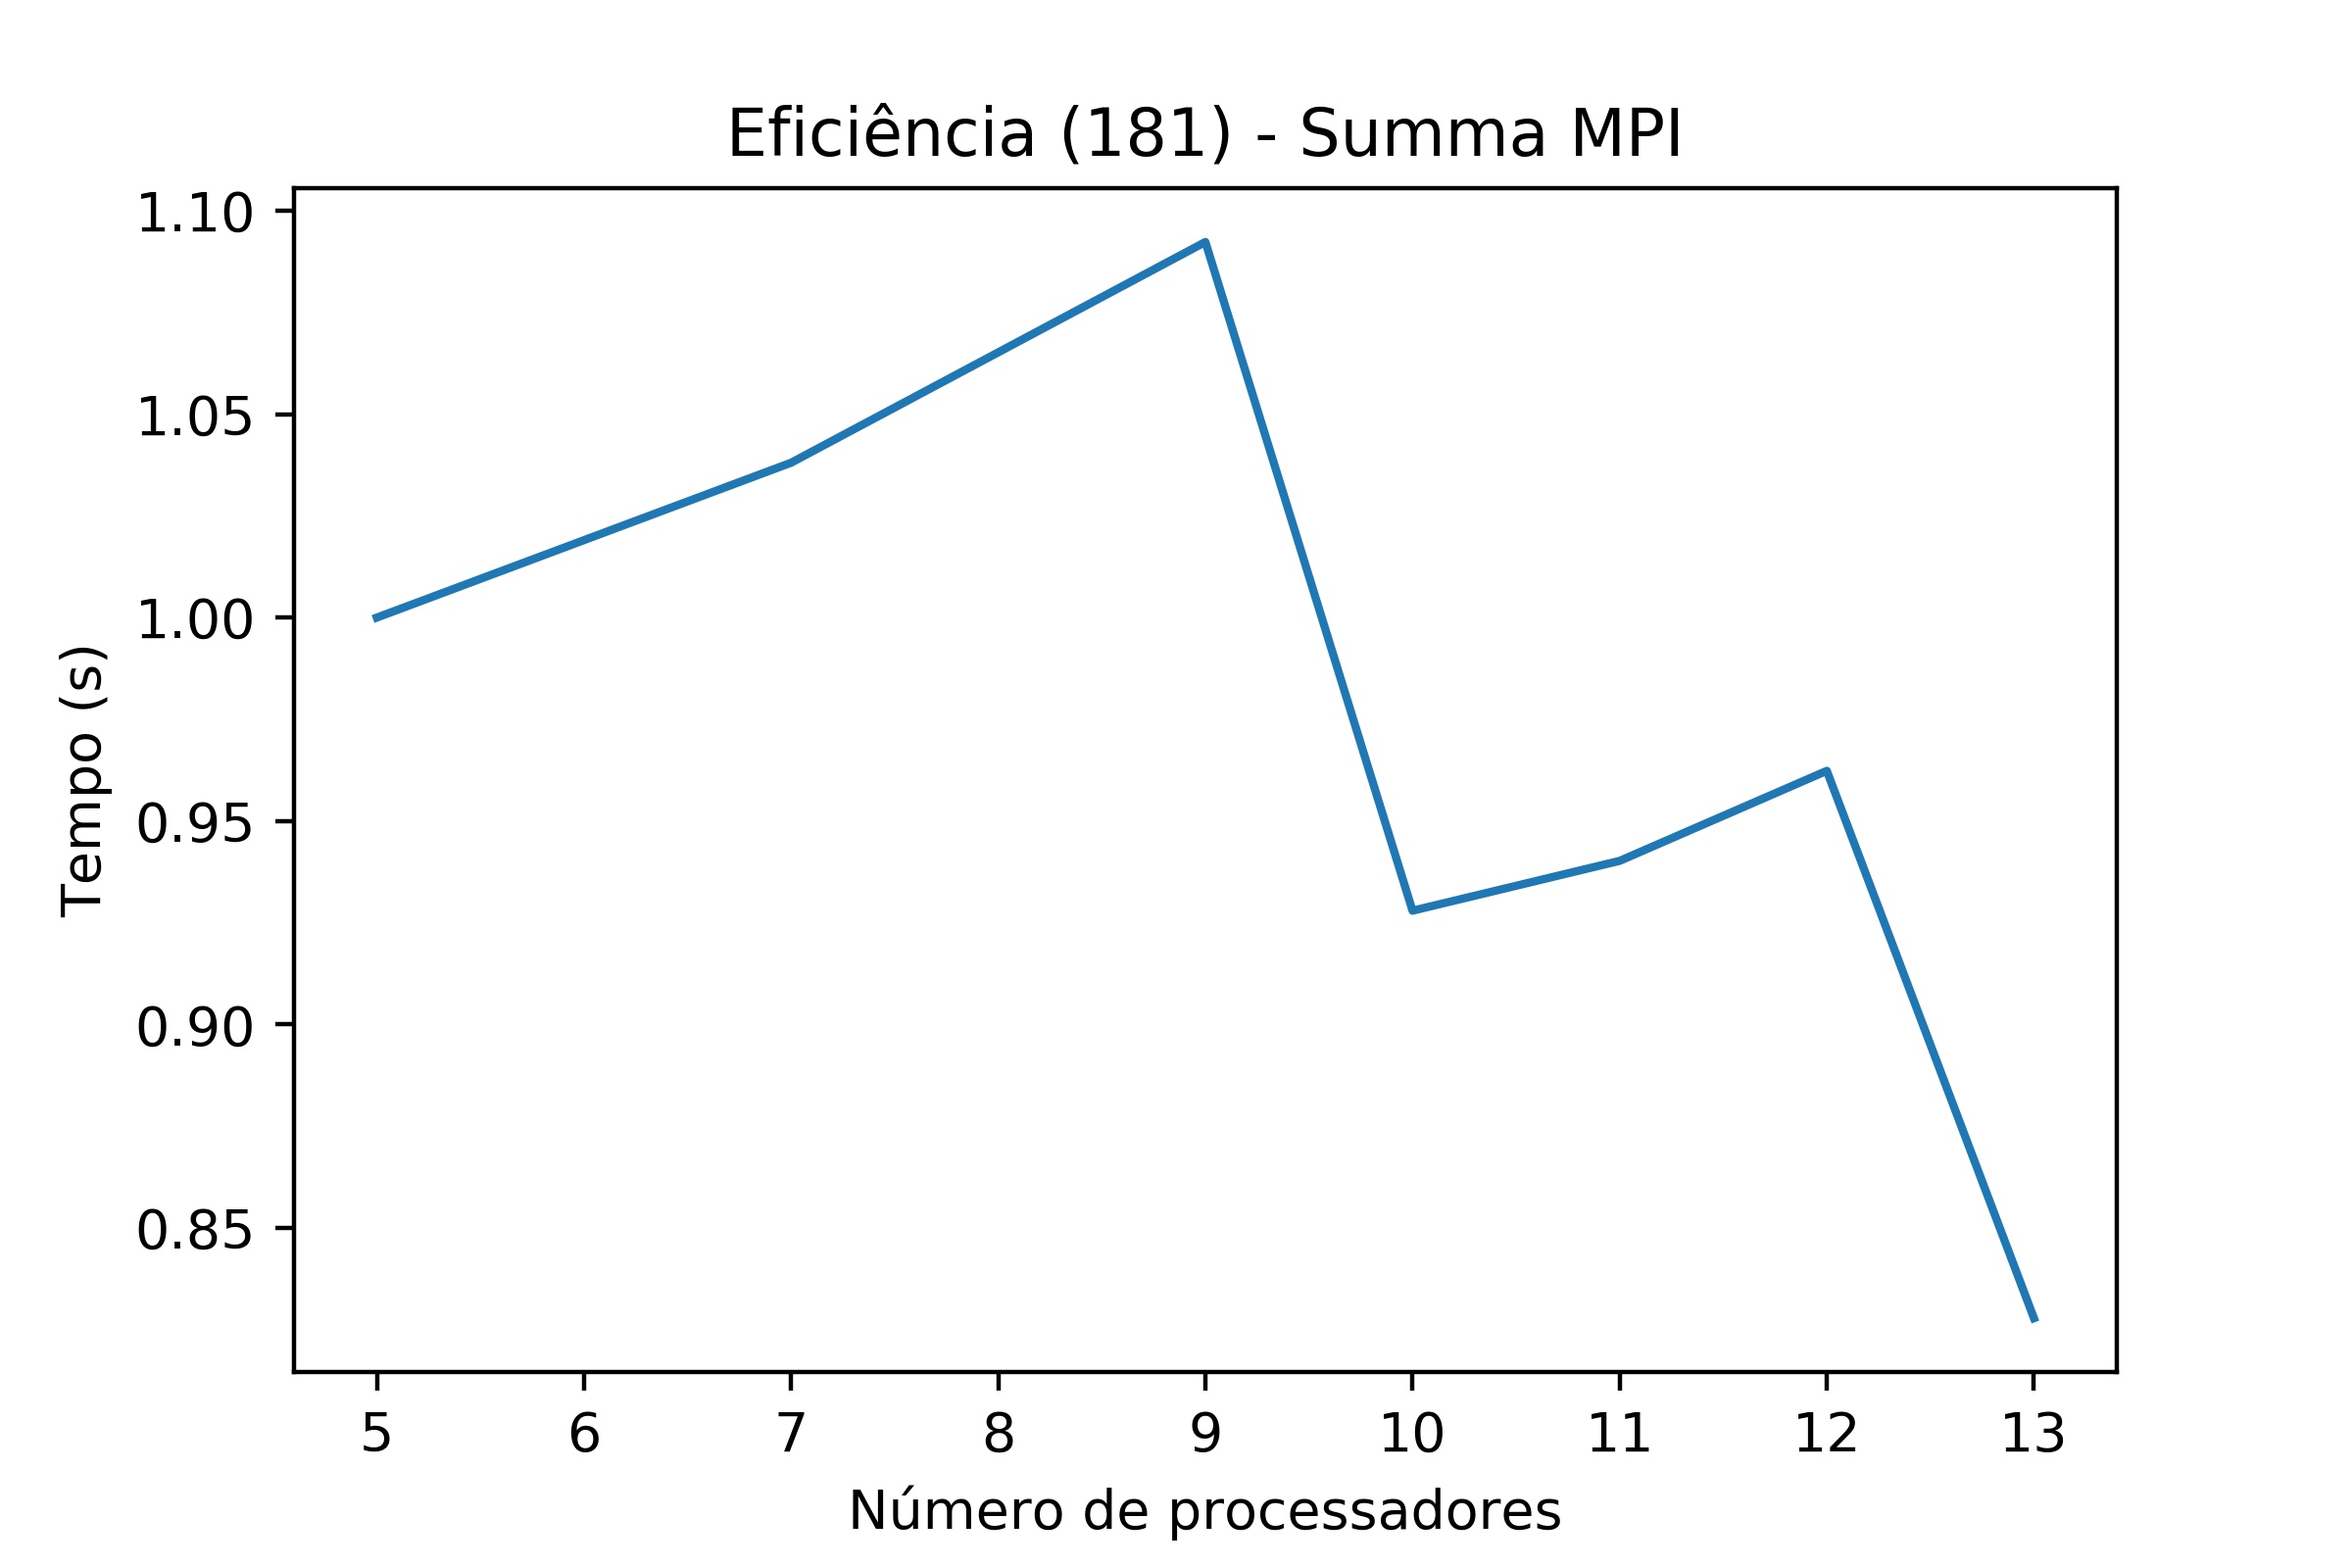 Eficiência (181) - Summa MPI
1.10
1.05
1.00
0.95
0.90
0.85
Tempo (s)
5 6 7 8 9 10 11 12 13
Número de processadores